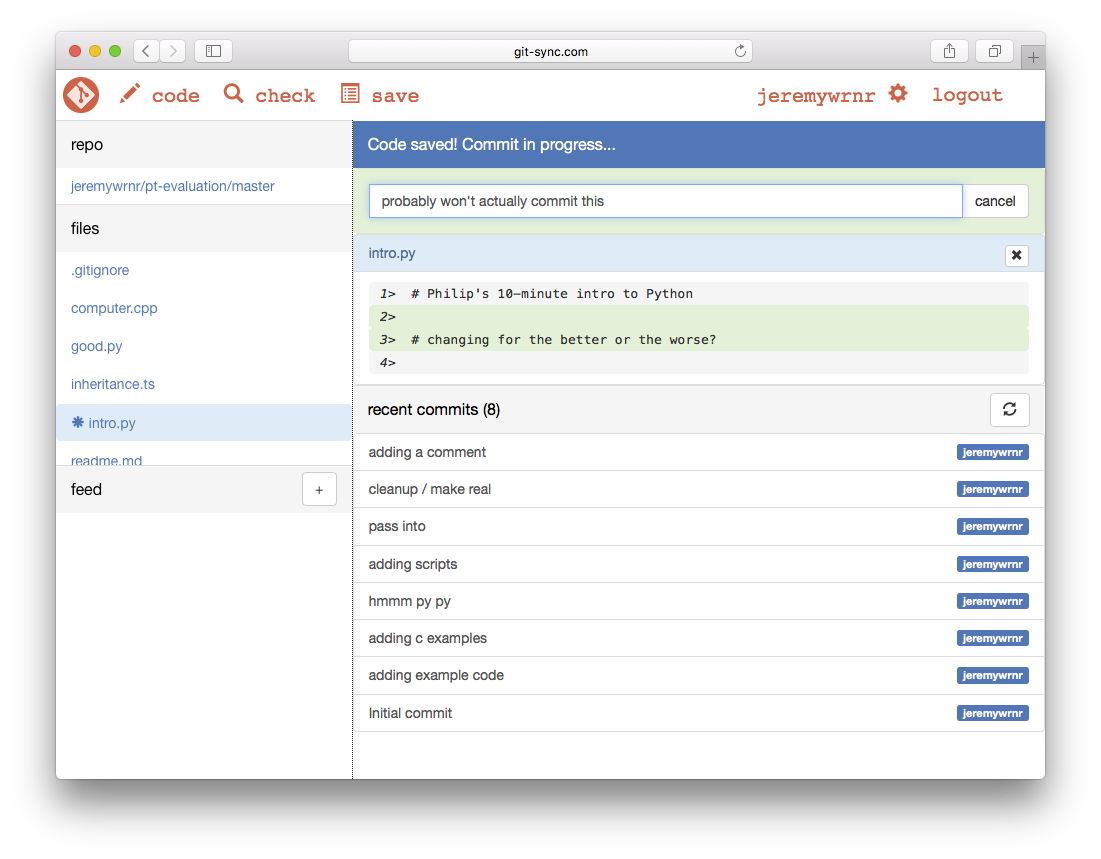 git-sync.com
code check save jeremywrnr logout
repo
jeremywrnr/pt-evaluation/master
files
.gitignore
computer.cpp
good.py
inheritance.ts
intro.py
readme.md
feed +
Code saved! Commit in progress...
probably won't actually commit this cancel
intro.py
1> # Philip's 10-minute intro to Python
2>
3> # changing for the better or the worse?
4>
recent commits (8)
adding a comment jeremywrnr
cleanup / make real jeremywrnr
pass into jeremywrnr
adding scripts jeremywrnr
hmmm py py jeremywrnr
adding c examples jeremywrnr
adding example code jeremywrnr
Initial commit jeremywrnr